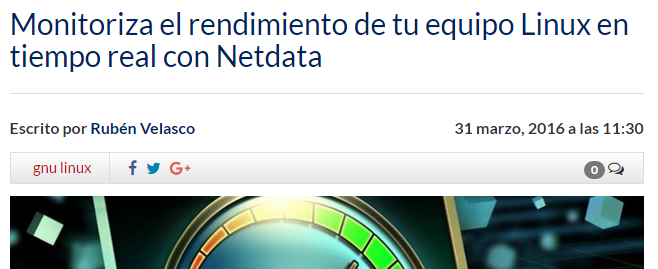 Monitoriza el rendimiento de tu equipo Linux en
tiempo real con Netdata
Escrito por Rubén Velasco
31 marzo, 2016 a las 11:30
gnu linux
0